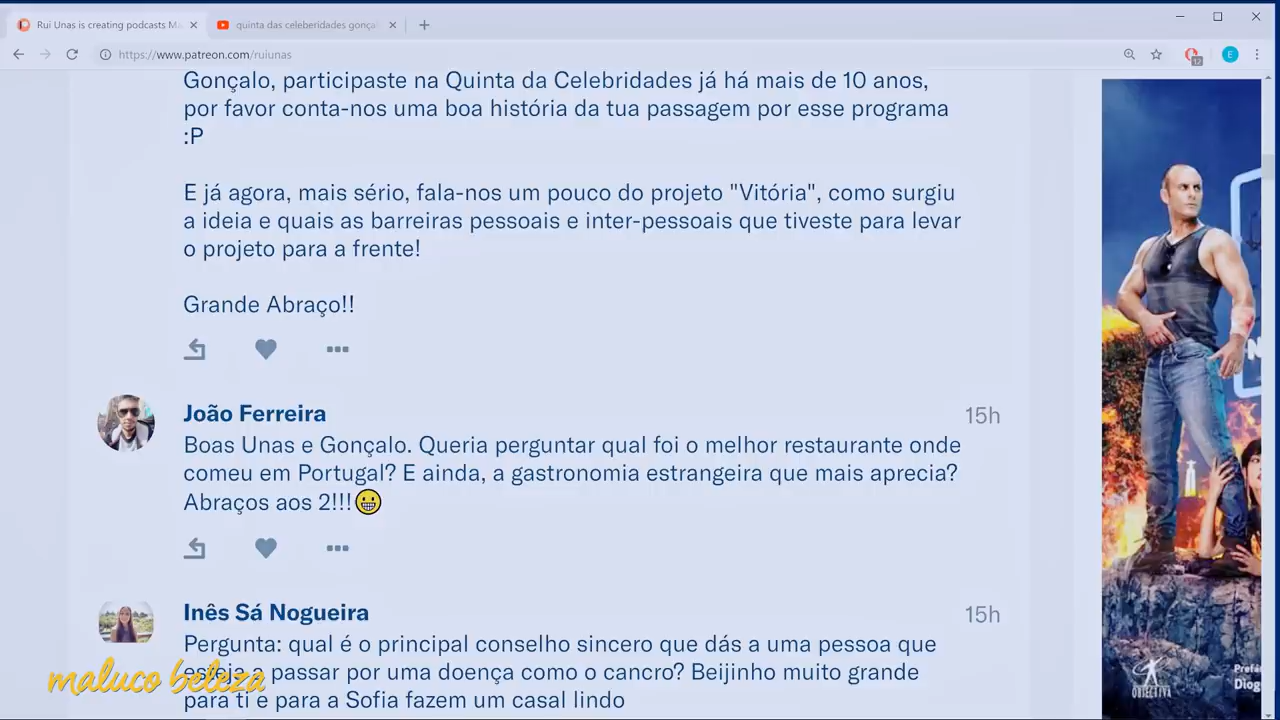 Rui Unas is creating podcasts M
quinta das celeberidades gonça
https://www.patreon.com/ruiunas
12
E
Gonçalo, participaste na Quinta da Celebridades já há mais de 10 anos,
por favor conta-nos uma boa história da tua passagem por esse programa
:P
E já agora, mais sério, fala-nos um pouco do projeto "Vitória", como surgiu
a ideia e quais as barreiras pessoais e inter-pessoais que tiveste para levar
o projeto para a frente!
Grande Abraço!!
João Ferreira
15h
Boas Unas e Gonçalo. Queria perguntar qual foi o melhor restaurante onde
comeu em Portugal? E ainda, a gastronomia estrangeira que mais aprecia?
Abraços aos 2!!!😀
Inês Sá Nogueira
15h
Pergunta: qual é o principal conselho sincero que dás a uma pessoa que
esteja a passar por uma doença como o cancro? Beijinho muito grande
para ti e para a Sofia fazem um casal lindo
maluco beleza
N
OBJECTIVA
Prefá
Diog